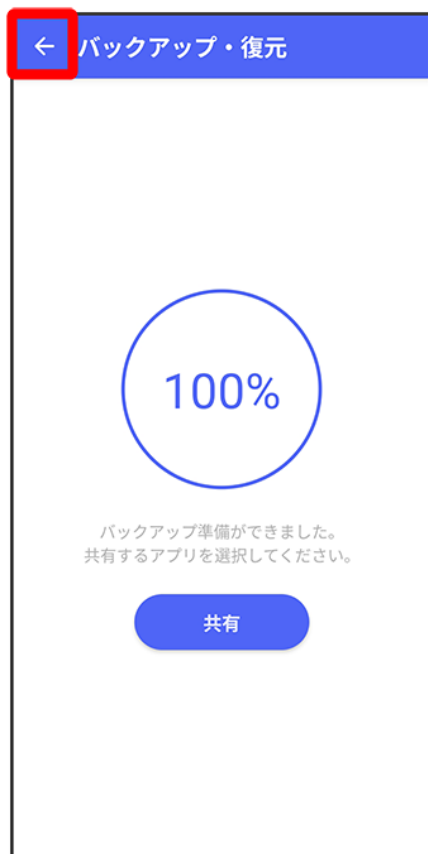 バックアップ・復元
100%
バックアップ準備ができました。
共有するアプリを選択してください。
共有